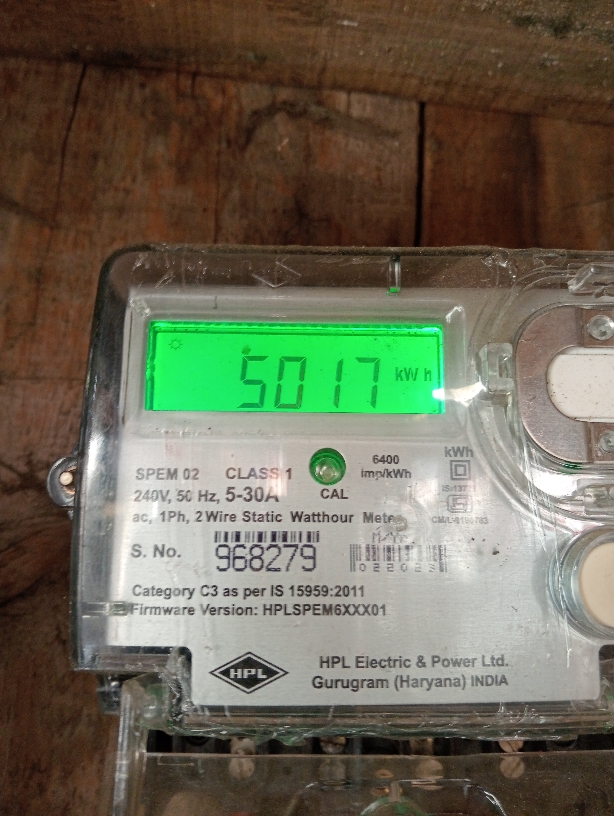 5017 kWh
6400
imp/kWh
kWh
SPEM 02 CLASS 1
240V, 50 Hz, 5-30A
CAL
ac, 1Ph, 2 Wire Static Watthour Meter
S. No.
968279
022023
Category C3 as per IS 15959:2011
Firmware Version: HPLSPEM6XXX01
HPL
HPL Electric & Power Ltd.
Gurugram (Haryana) INDIA